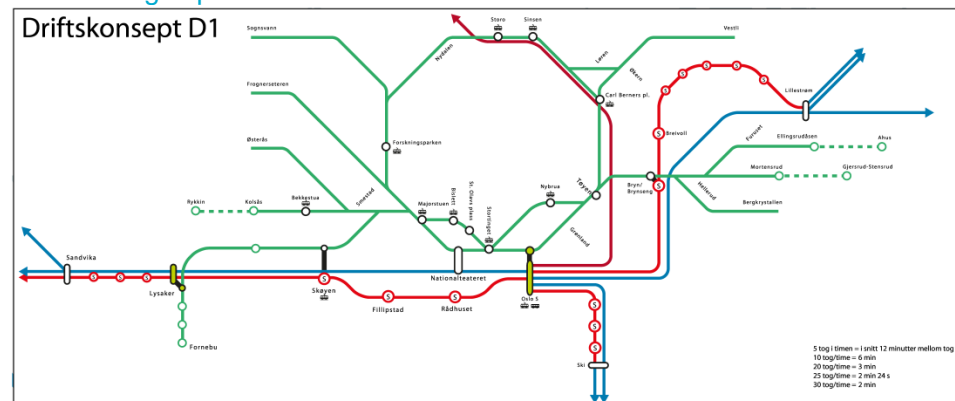 Driftskonsept D1
Sognsvann
Storo
Sinsen
Vestli
Nydalen
Løren
Økern
Frognerseteren
Carl Berners pl.
Lillestrøm
Østerås
Forskningsparken
Breivoll
Furuset
Ellingsrudåsen
Ahus
Smestad
Bekkestua
Rykkin
Kolsås
Majorstuen
Bislett
St. Olavs plass
Stortinget
Nybrua
Tøyen
Grønland
Bryn/
Brynseng
Hellerud
Mortensrud
Gjersrud-Stensrud
Bergkrystallen
Sandvika
Lysaker
Skøyen
Nationalteateret
Oslo S
Fillipstad
Rådhuset
Fornebu
Ski
S
5 tog i timen = i snitt 12 minutter mellom tog
10 tog/time = 6 min
20 tog/time = 3 min
25 tog/time = 2 min 24 s
30 tog/time = 2 min